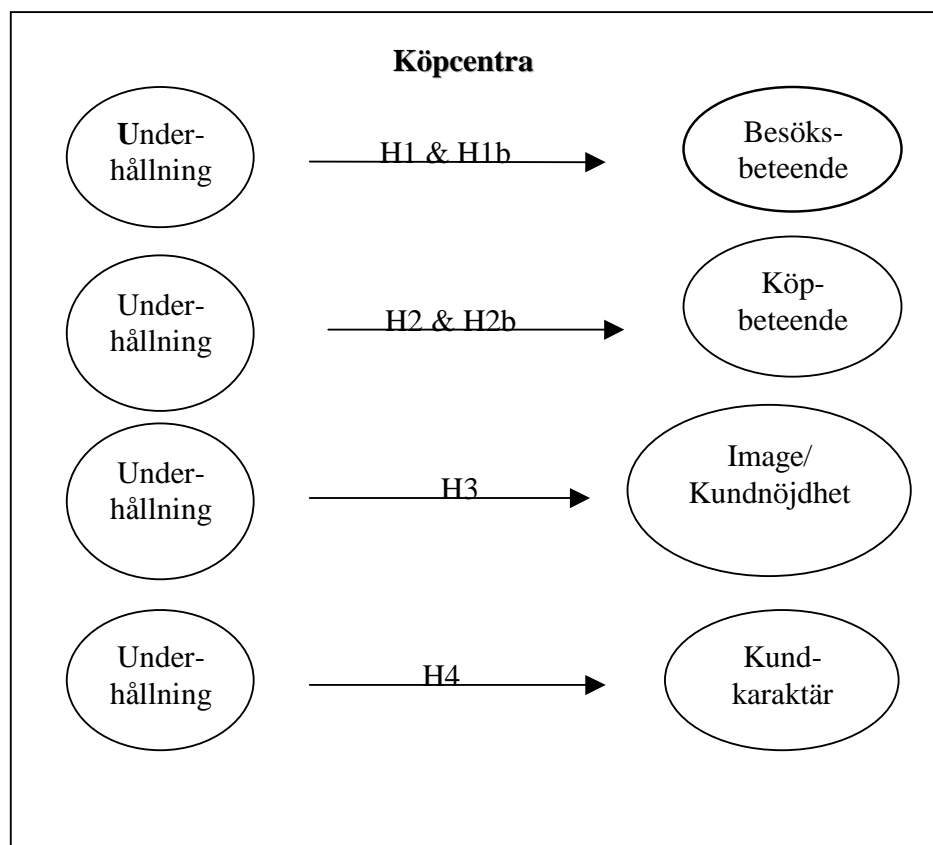 Köpcentra
Under-
hållning
H1 & H1b
Besöks-
beteende
Under-
hållning
H2 & H2b
Köp-
beteende
Under-
hållning
H3
Image/
Kundnöjdhet
Under-
hållning
H4
Kund-
karaktär